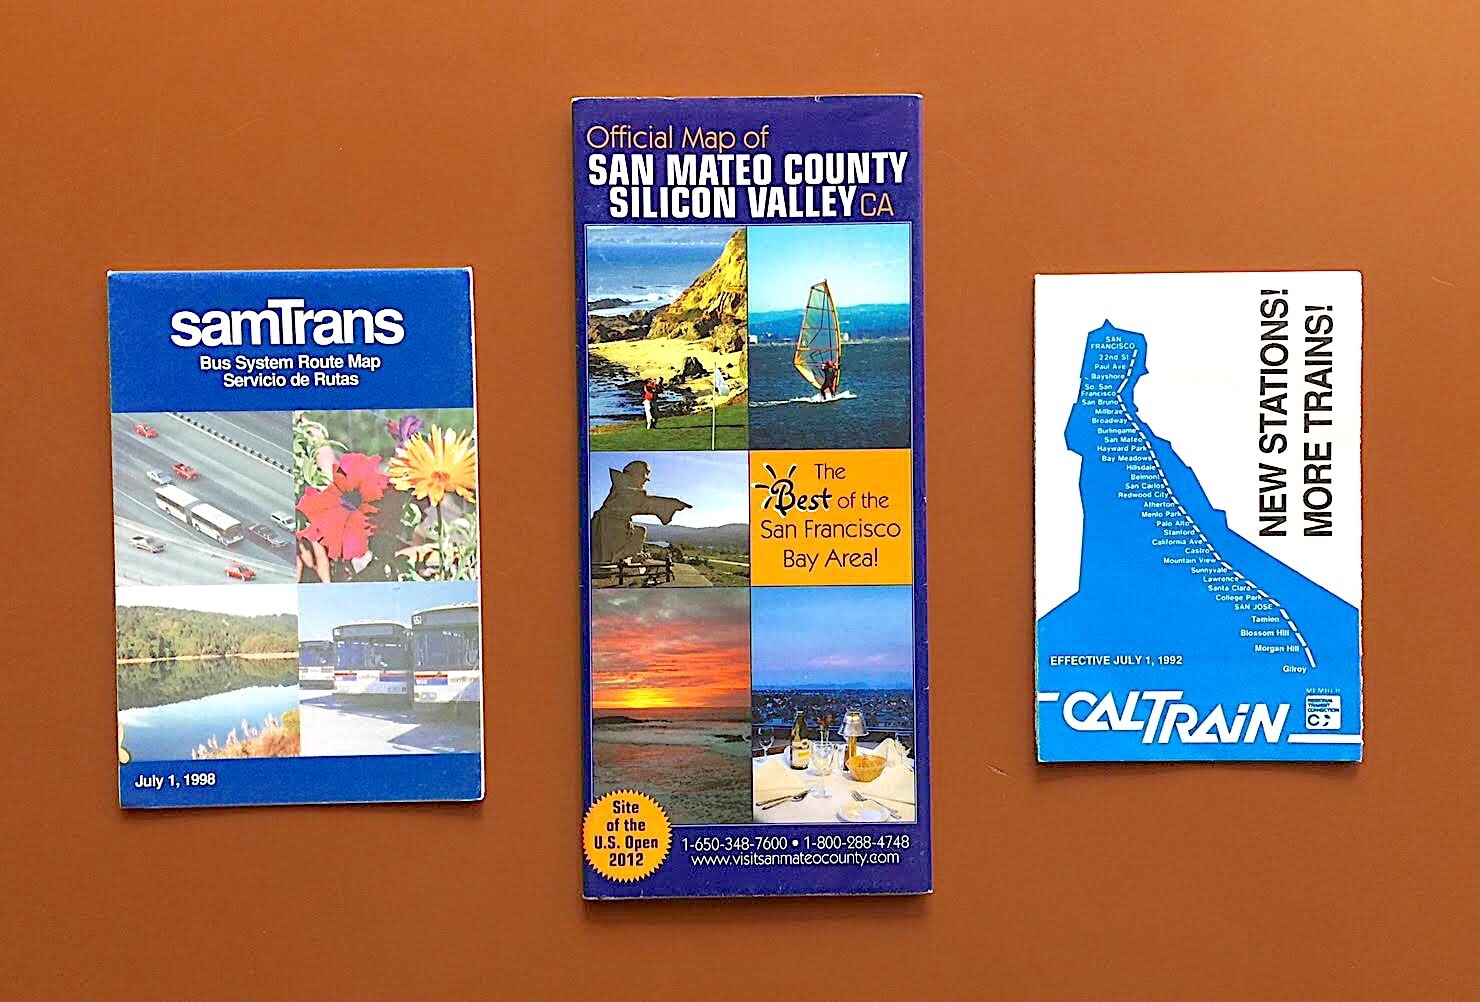 samTrans
Bus System Route Map
Servicio de Rutas
July 1, 1998
Official Map of
SAN MATEO COUNTY
SILICON VALLEY CA
The
Best of the
San Francisco
Bay Area!
Site
of the
U.S. Open
2012
1-650-348-7600 • 1-800-288-4748
www.visitsanmateocounty.com
NEW STATIONS!
MORE TRAINS!
SAN
FRANCISCO
22nd St
Paul Ave
Bayshore
So. San
Francisco
San Bruno
Millbrae
Broadway
Burlingame
San Mateo
Hayward Park
Bay Meadows
Hillsdale
Belmont
San Carlos
Redwood City
Atherton
Menlo Park
Palo Alto
Stanford
California Ave
Castro
Mountain View
Sunnyvale
Lawrence
Santa Clara
College Park
SAN JOSE
Tamien
Blossom Hill
Morgan Hill
Gilroy
EFFECTIVE JULY 1, 1992
CALTRAIN
MEMBER
REGIONAL
TRANSIT
CONNECTION